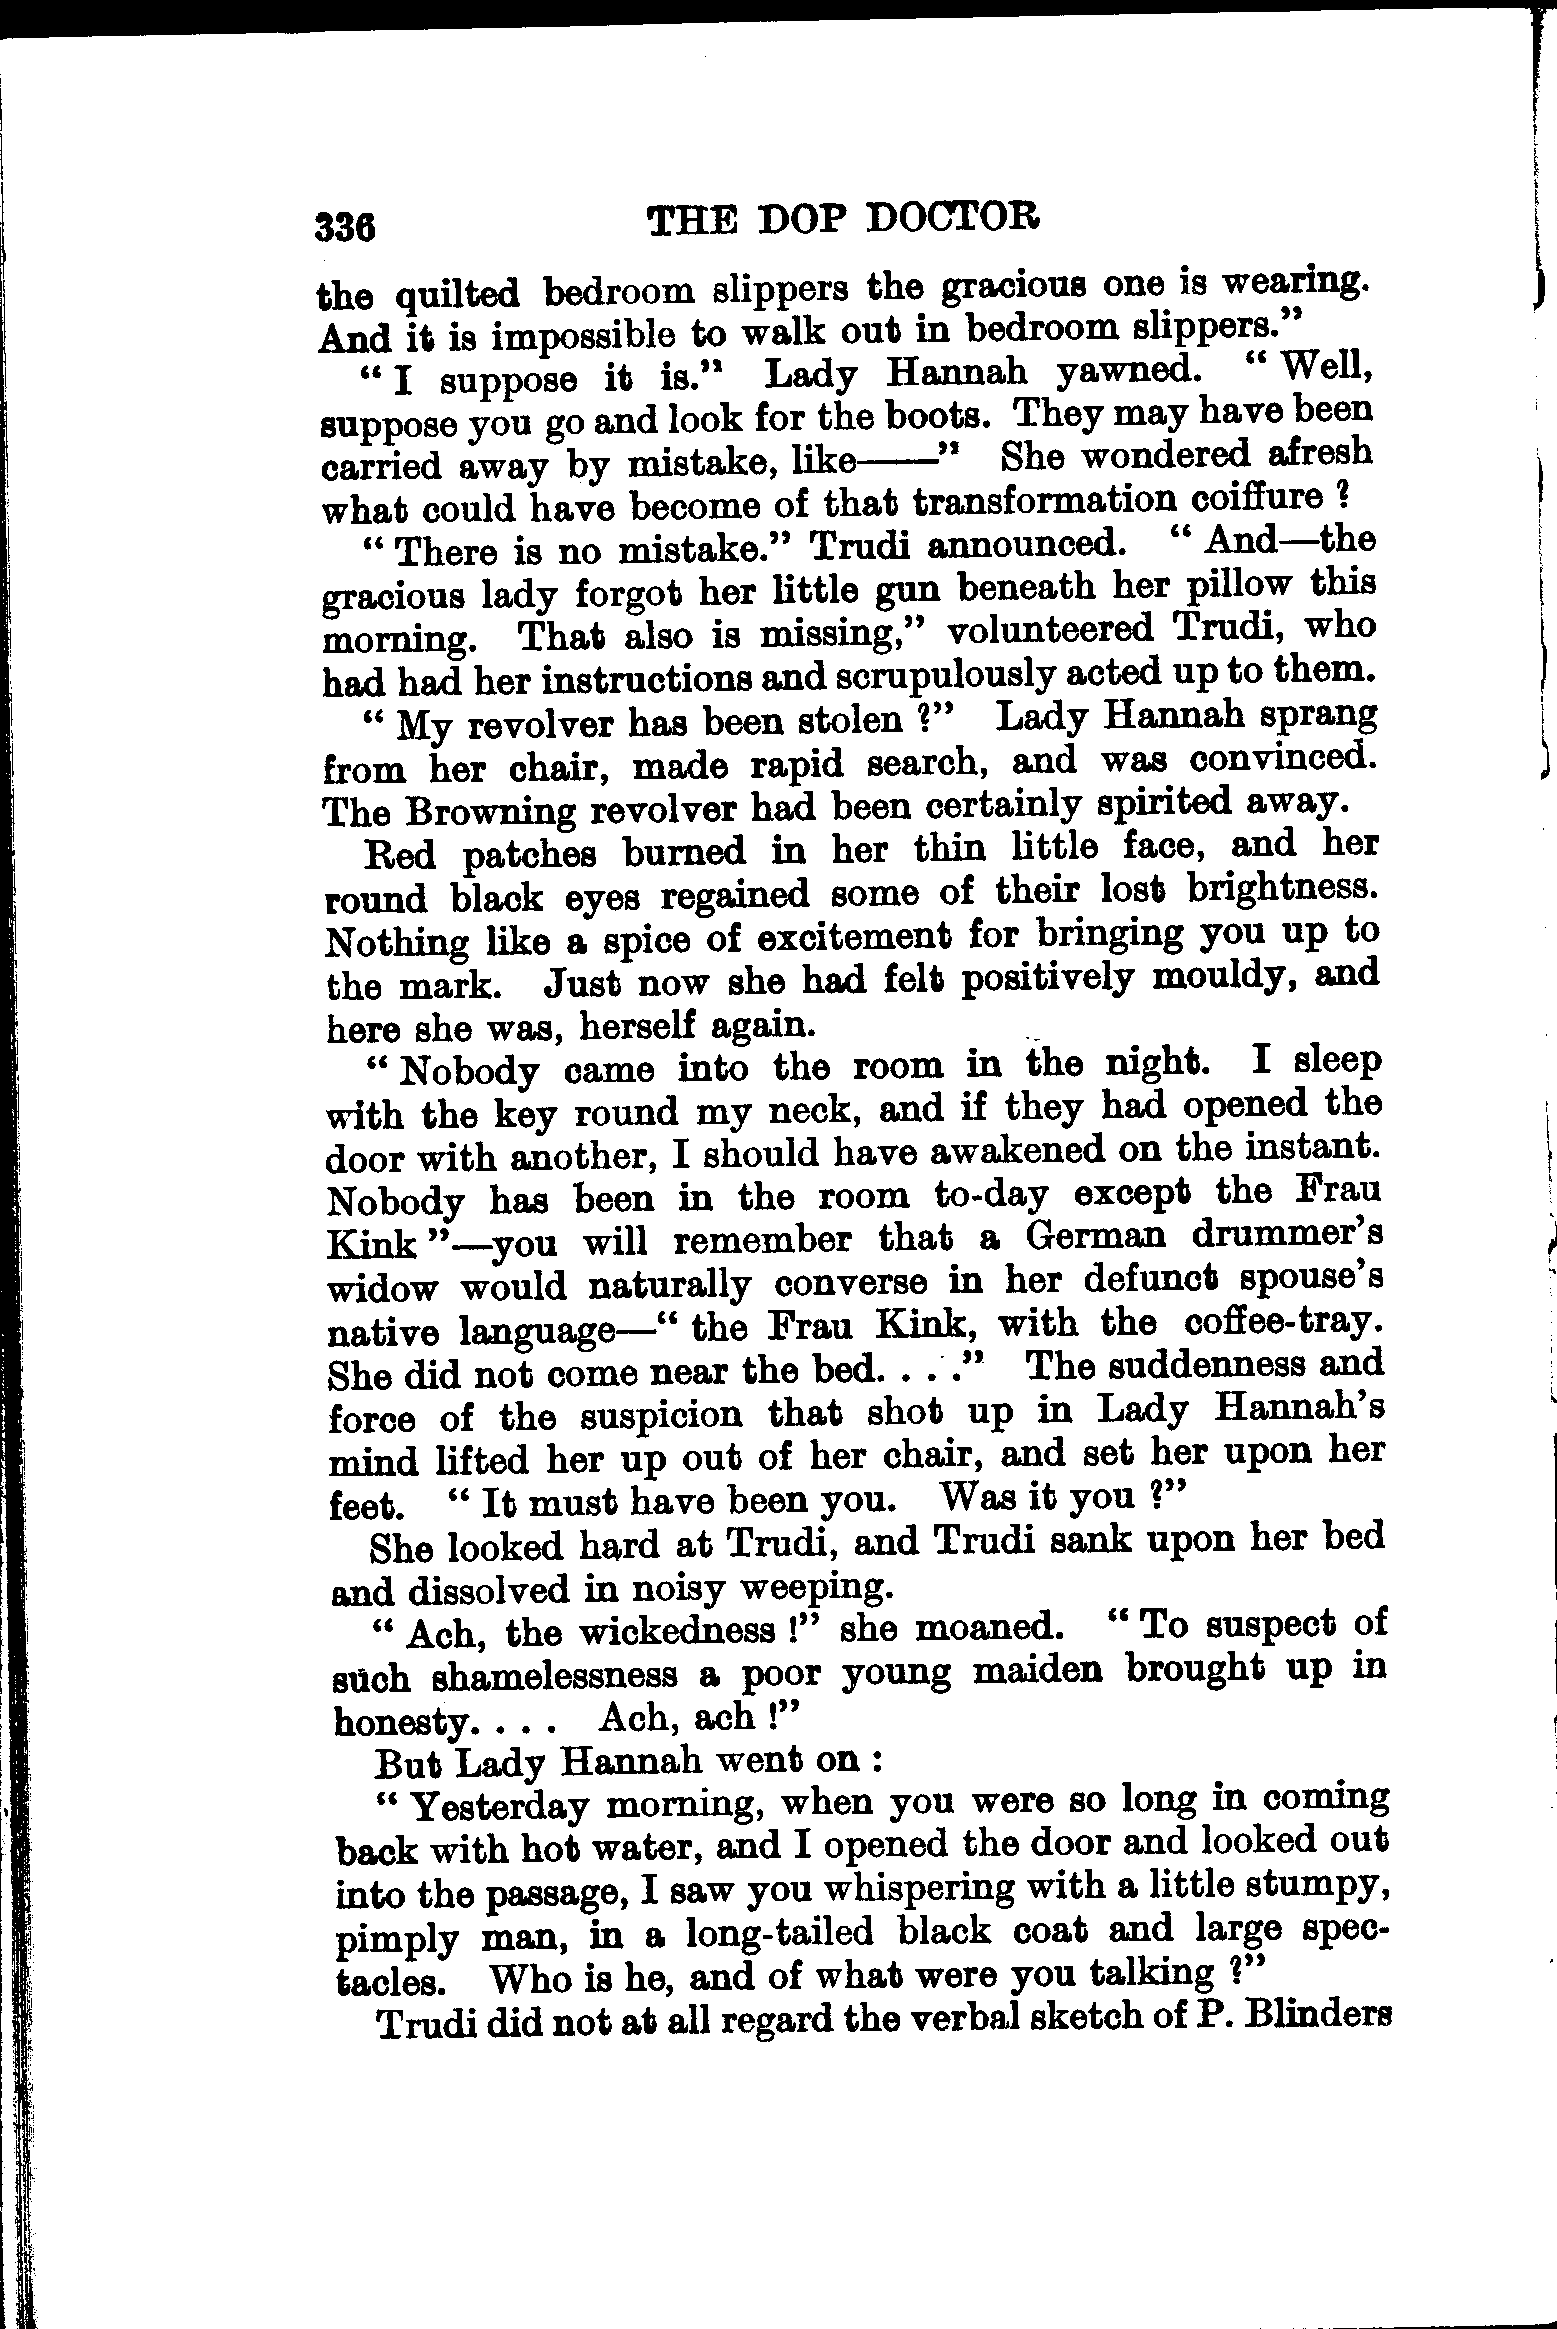 336 THE DOP DOCTOR
the quilted bedroom slippers the gracious one is wearing.
And it is impossible to walk out in bedroom slippers."
"I suppose it is." Lady Hannah yawned. "Well,
suppose you go and look for the boots. They may have been
carried away by mistake, like——" She wondered afresh
what could have become of that transformation coiffure ?
"There is no mistake." Trudi announced. "And—the
gracious lady forgot her little gun beneath her pillow this
morning. That also is missing," volunteered Trudi, who
had had her instructions and scrupulously acted up to them.
"My revolver has been stolen ?" Lady Hannah sprang
from her chair, made rapid search, and was convinced.
The Browning revolver had been certainly spirited away.
Red patches burned in her thin little face, and her
round black eyes regained some of their lost brightness.
Nothing like a spice of excitement for bringing you up to
the mark. Just now she had felt positively mouldy, and
here she was, herself again.
"Nobody came into the room in the night. I sleep
with the key round my neck, and if they had opened the
door with another, I should have awakened on the instant.
Nobody has been in the room to-day except the Frau
Kink"—you will remember that a German drummer's
widow would naturally converse in her defunct spouse's
native language—"the Frau Kink, with the coffee-tray.
She did not come near the bed. . . ." The suddenness and
force of the suspicion that shot up in Lady Hannah's
mind lifted her up out of her chair, and set her upon her
feet. "It must have been you. Was it you ?"
She looked hard at Trudi, and Trudi sank upon her bed
and dissolved in noisy weeping.
"Ach, the wickedness !" she moaned. "To suspect of
such shamelessness a poor young maiden brought up in
honesty. . . . Ach, ach !"
But Lady Hannah went on :
"Yesterday morning, when you were so long in coming
back with hot water, and I opened the door and looked out
into the passage, I saw you whispering with a little stumpy,
pimply man, in a long-tailed black coat and large spec-
tacles. Who is he, and of what were you talking ?"
Trudi did not at all regard the verbal sketch of P. Blinders